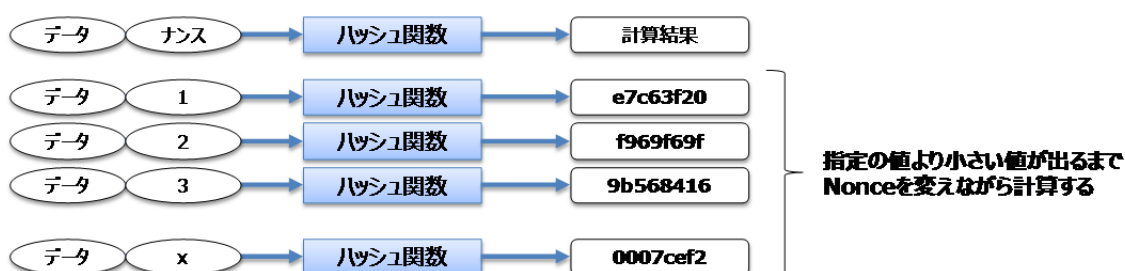 データ ナンス ハッシュ関数 計算結果
データ 1 ハッシュ関数 e7c63f20
データ 2 ハッシュ関数 f969f69f
データ 3 ハッシュ関数 9b568416
指定の値より小さい値が出るまで
Nonceを変えながら計算する
データ x ハッシュ関数 0007cef2